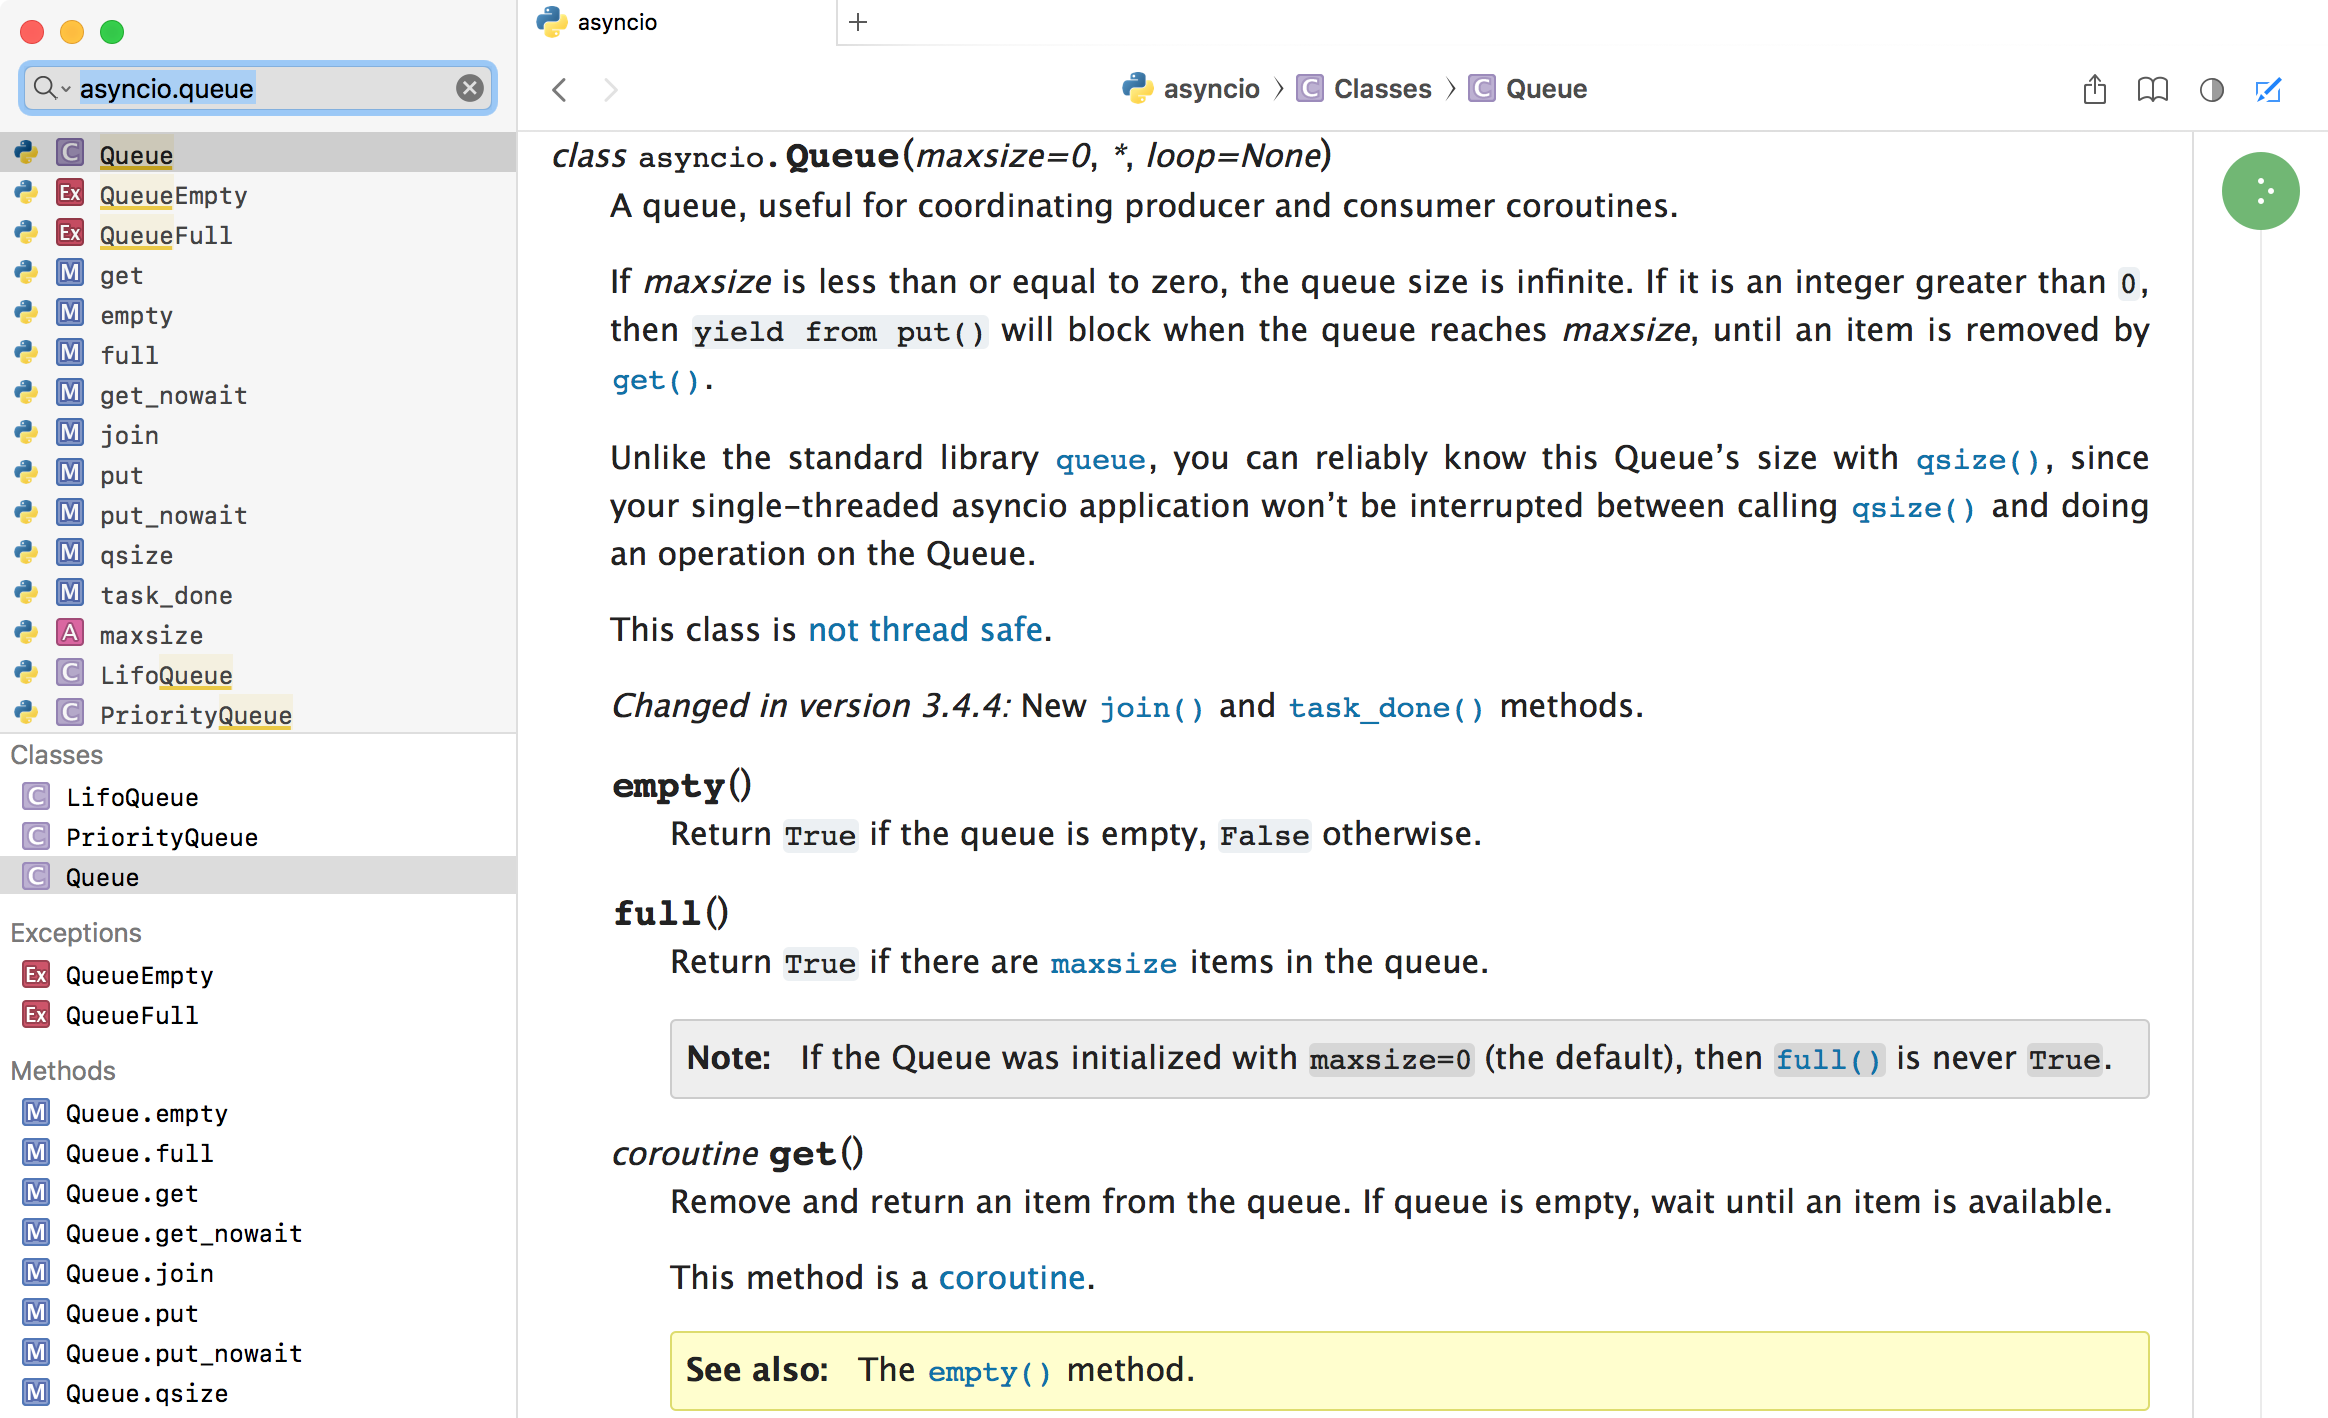 asyncio.queue
Queue
QueueEmpty
QueueFull
get
empty
full
get_nowait
join
put
put_nowait
qsize
task_done
maxsize
LifoQueue
PriorityQueue
Classes
LifoQueue
PriorityQueue
Queue
Exceptions
QueueEmpty
QueueFull
Methods
Queue.empty
Queue.full
Queue.get
Queue.get_nowait
Queue.join
Queue.put
Queue.put_nowait
Queue.qsize
asyncio
asyncio 〉 C Classes 〉 C Queue
class asyncio.Queue(maxsize=0, *, loop=None)
A queue, useful for coordinating producer and consumer coroutines.
If maxsize is less than or equal to zero, the queue size is infinite. If it is an integer greater than 0,
then yield from put() will block when the queue reaches maxsize, until an item is removed by
get().
Unlike the standard library queue, you can reliably know this Queue’s size with qsize(), since
your single-threaded asyncio application won’t be interrupted between calling qsize() and doing
an operation on the Queue.
This class is not thread safe.
Changed in version 3.4.4: New join() and task_done() methods.
empty()
Return True if the queue is empty, False otherwise.
full()
Return True if there are maxsize items in the queue.
Note: If the Queue was initialized with maxsize=0 (the default), then full() is never True.
coroutine get()
Remove and return an item from the queue. If queue is empty, wait until an item is available.
This method is a coroutine.
See also: The empty() method.